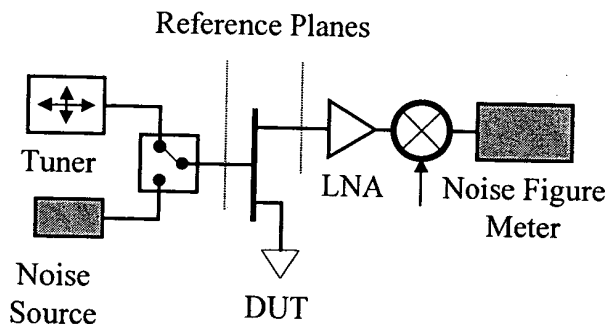 Reference Planes
Tuner
LNA
Noise Figure
Meter
Noise
Source
DUT